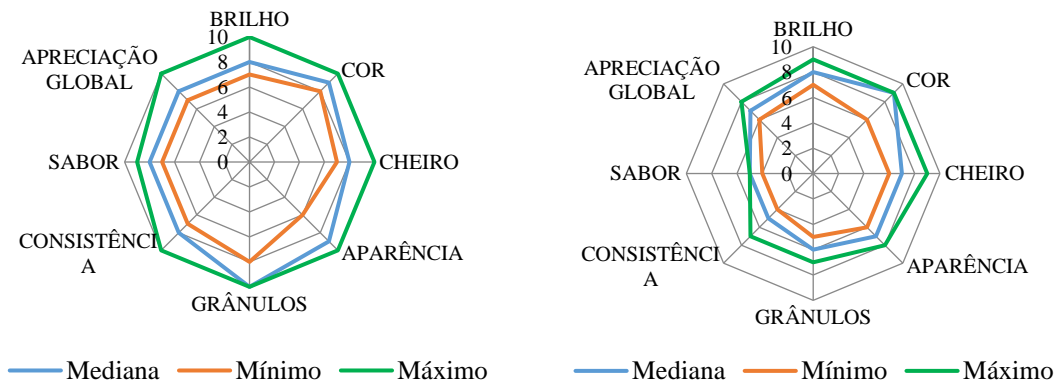 BRILHO
10
8
6
4
2
0
COR
CHEIRO
APARÊNCIA
GRÂNULOS
CONSISTÊNCI
A
SABOR
APRECIAÇÃO
GLOBAL
Mediana Mínimo Máximo
BRILHO
10
8
6
4
2
0
COR
CHEIRO
APARÊNCIA
GRÂNULOS
CONSISTÊNCI
A
SABOR
APRECIAÇÃO
GLOBAL
Mediana Mínimo Máximo